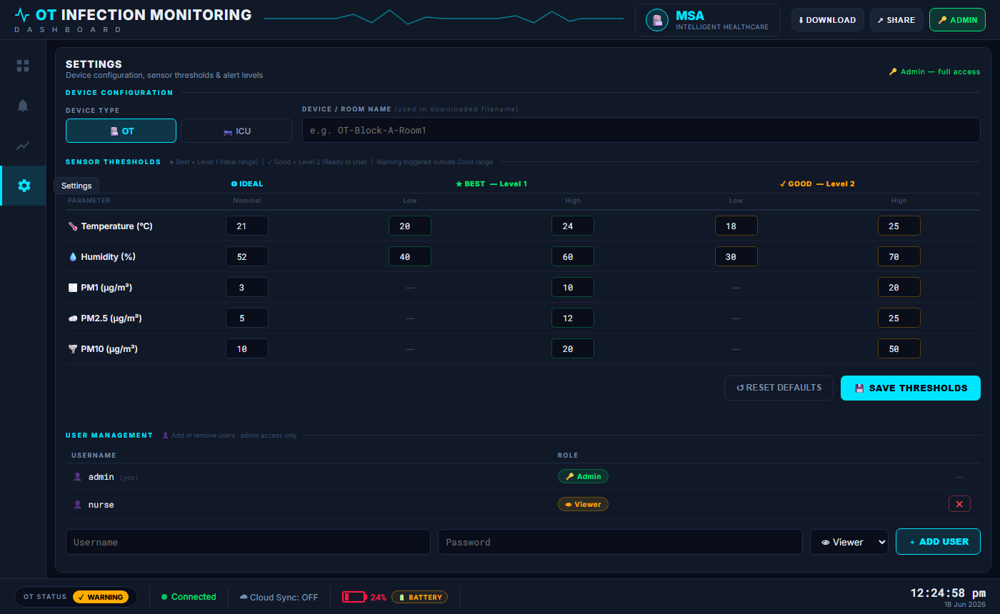 OT INFECTION MONITORING
DASHBOARD
MSA
INTELLIGENT HEALTHCARE
⬇ DOWNLOAD
↗ SHARE
🔑 ADMIN
SETTINGS
Device configuration, sensor thresholds & alert levels
🔑 Admin — full access
DEVICE CONFIGURATION
DEVICE TYPE
DEVICE / ROOM NAME (used in downloaded filename)
🏥 OT
🛏 ICU
e.g. OT-Block-A-Room1
SENSOR THRESHOLDS ★ Best = Level 1 (Ideal range) | ✓ Good = Level 2 (Ready to Use) | Warning triggered outside Good range
Settings
⚙ IDEAL ★ BEST — Level 1 ✓ GOOD — Level 2
PARAMETER Nominal Low High Low High
Temperature (°C) 21 20 24 18 25
Humidity (%) 52 40 60 30 70
PM1 (µg/m³) 3 — 10 — 20
PM2.5 (µg/m³) 5 — 12 — 25
PM10 (µg/m³) 10 — 20 — 50
↺ RESET DEFAULTS
💾 SAVE THRESHOLDS
USER MANAGEMENT 👤 Add or remove users · admin access only
USERNAME ROLE
admin (you) 🔑 Admin —
nurse 👁 Viewer ✕
Username
Password
👁 Viewer
+ ADD USER
OT STATUS ✓ WARNING
Connected
Cloud Sync: OFF
24% 🔋 BATTERY
12:24:58 pm
18 Jun 2026